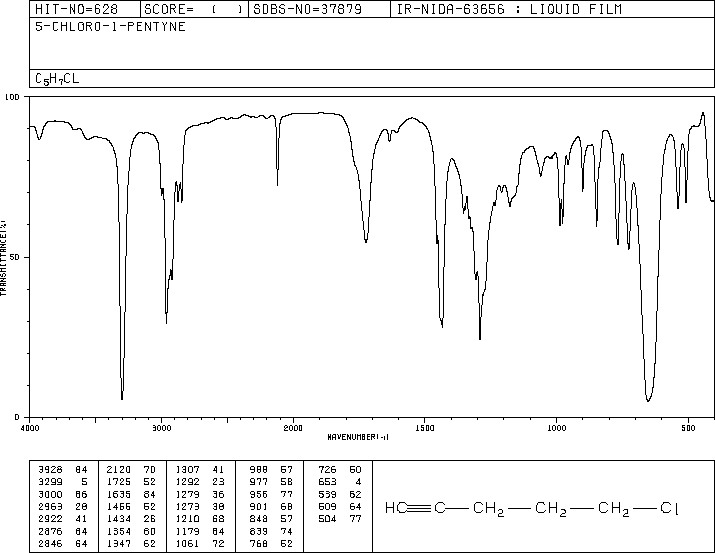 HIT-NO=628 SCORE= ( ) SDBS-NO=37879 IR-NIDA-63656 : LIQUID FILM
5-CHLORO-1-PENTYNE
C5H7CL
100
50
0
TRANSMITTANCE(%)
4000 3000 2000 1500 1000 500
WAVENUMBER(-1)
3928 84 2120 70 1307 41 988 57 726 50
3299 5 1725 52 1292 23 977 58 653 4
3000 66 1635 84 1279 36 956 77 539 62
2963 28 1455 52 1273 38 901 68 509 64
2922 41 1434 26 1210 68 848 57 504 77
2876 64 1354 60 1179 64 839 74
2846 64 1347 62 1061 72 768 52
HC≡C—CH2—CH2—CH2—Cl